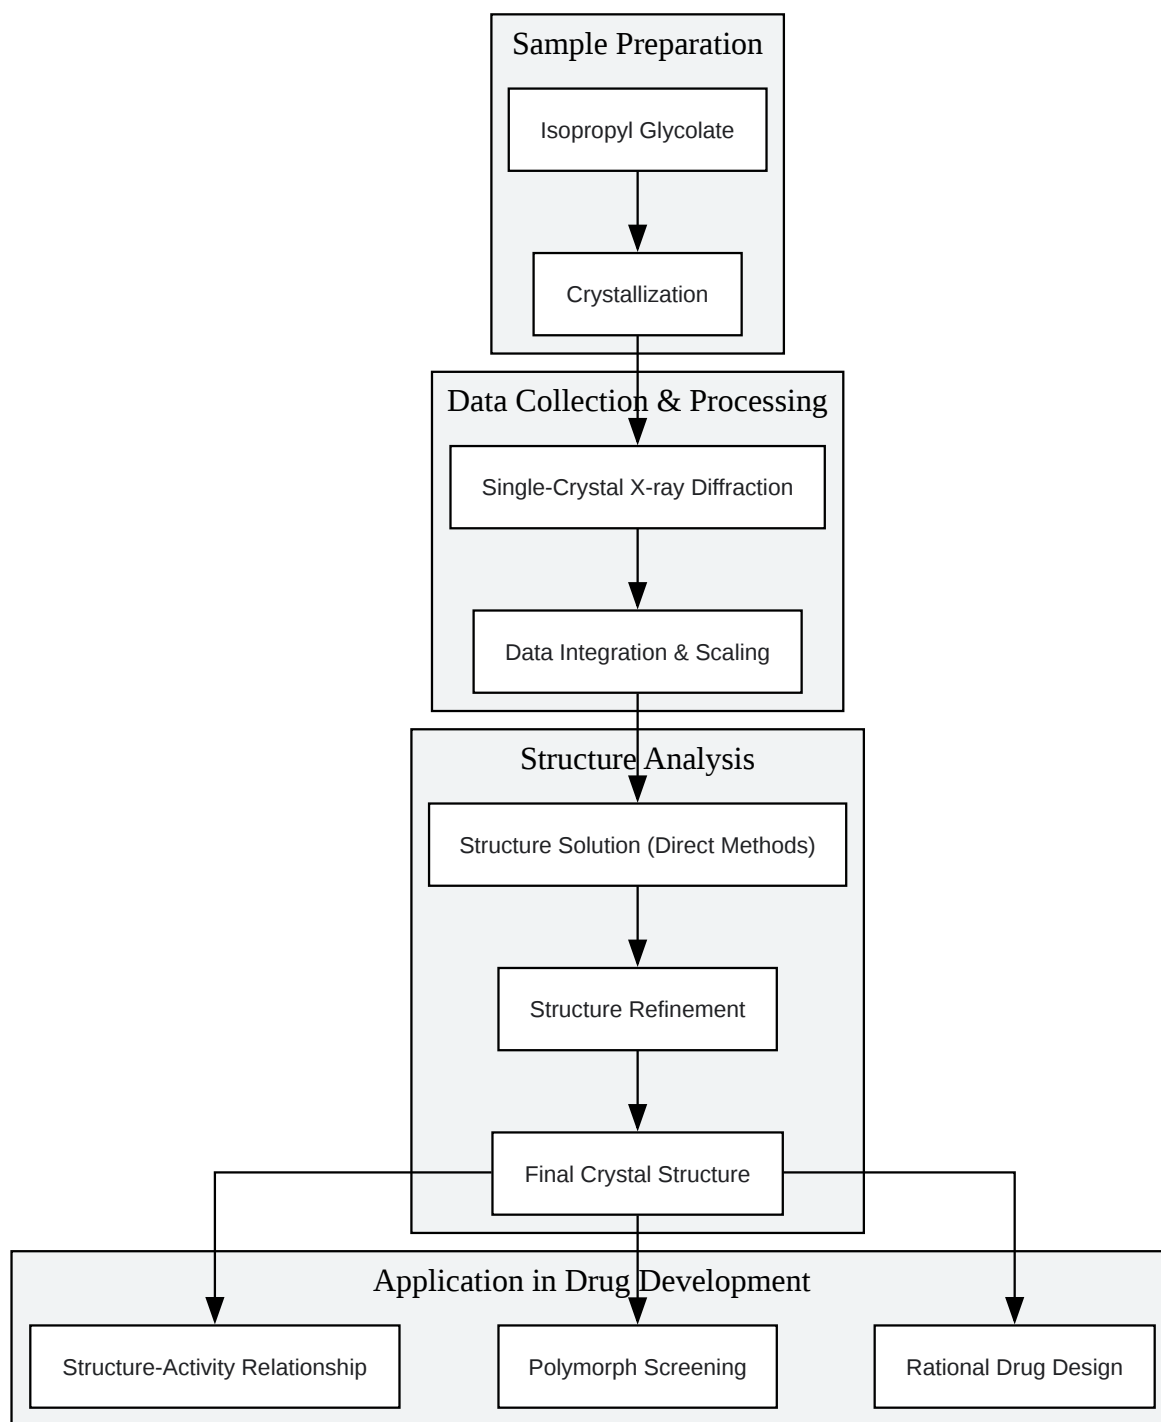 Sample Preparation
Isopropyl Glycolate
Crystallization
Data Collection & Processing
Single-Crystal X-ray Diffraction
Data Integration & Scaling
Structure Analysis
Structure Solution (Direct Methods)
Structure Refinement
Final Crystal Structure
Application in Drug Development
Structure-Activity Relationship
Polymorph Screening
Rational Drug Design